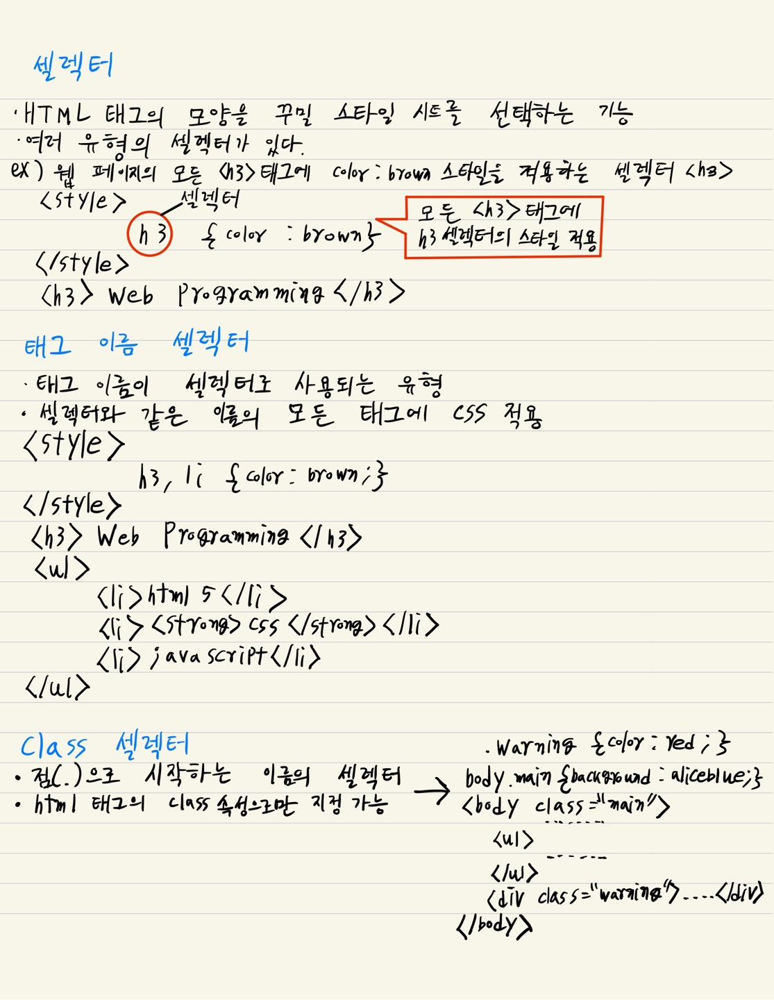 셀렉터
·HTML 태그의 모양을 꾸밀 스타일 시트를 선택하는 기능
·여러 유형의 셀렉터가 있다.
ex) 웹 페이지의 모든 <h3>태그에 color:brown 스타일을 적용하는 셀렉터 <h3>
<style>
셀렉터
h3 {color : brown}
모든 <h3>태그에
h3 셀렉터의 스타일 적용
</style>
<h3> Web Programming </h3>
태그 이름 셀렉터
· 태그 이름이 셀렉터로 사용되는 유형
· 셀렉터와 같은 이름의 모든 태그에 CSS 적용
<style>
h3, li {color: brown;}
</style>
<h3> Web Programming </h3>
<ul>
<li>html 5</li>
<li><strong>css</strong></li>
<li>javascript</li>
</ul>
Class 셀렉터
· 점(.)으로 시작하는 이름의 셀렉터
· html 태그의 class 속성으로만 지정 가능
→
.Warning {color : red ; }
body.main {background : aliceblue;}
<body class="main">
.......
<ul>
.......
</ul>
<div class="warning">.....</div>
</body>